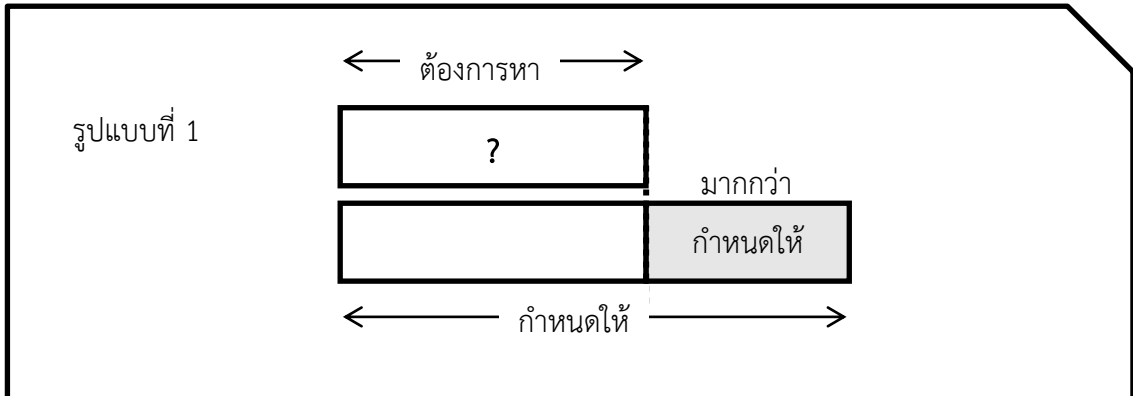 ต้องการหา
รูปแบบที่ 1
?
มากกว่า
กำหนดให้
กำหนดให้